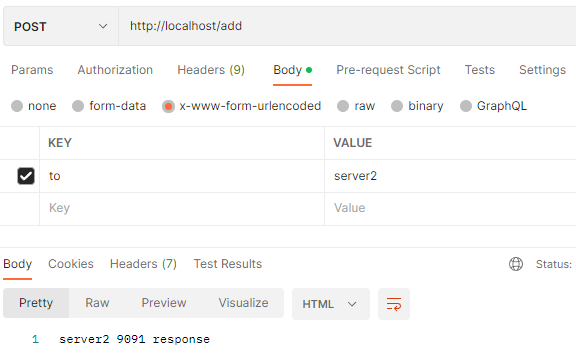 POST http://localhost/add
Params Authorization Headers (9) Body Pre-request Script Tests Settings
none form-data x-www-form-urlencoded raw binary GraphQL
KEY VALUE
to server2
Key Value
Body Cookies Headers (7) Test Results Status:
Pretty Raw Preview Visualize HTML
1 server2 9091 response